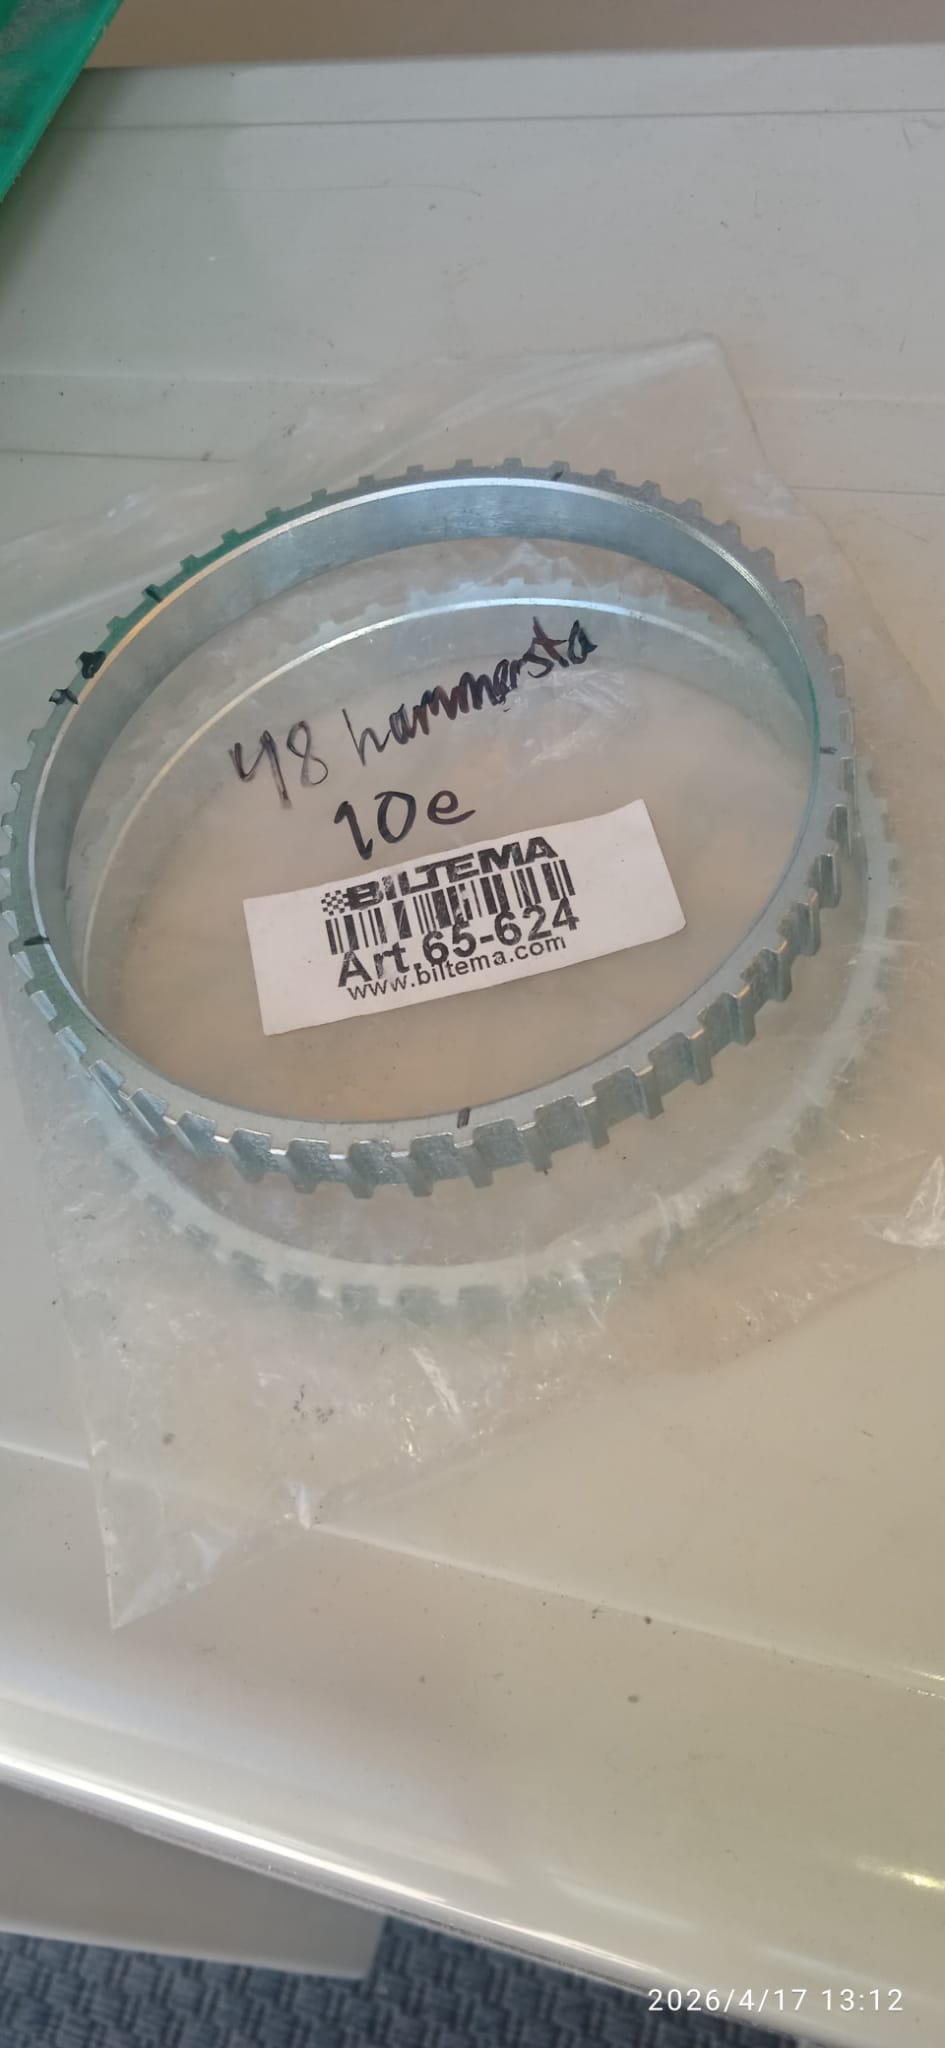 48 hammasta
10e
BILTEMA
Art.65-624
www.biltema.com
2026/4/17 13:12